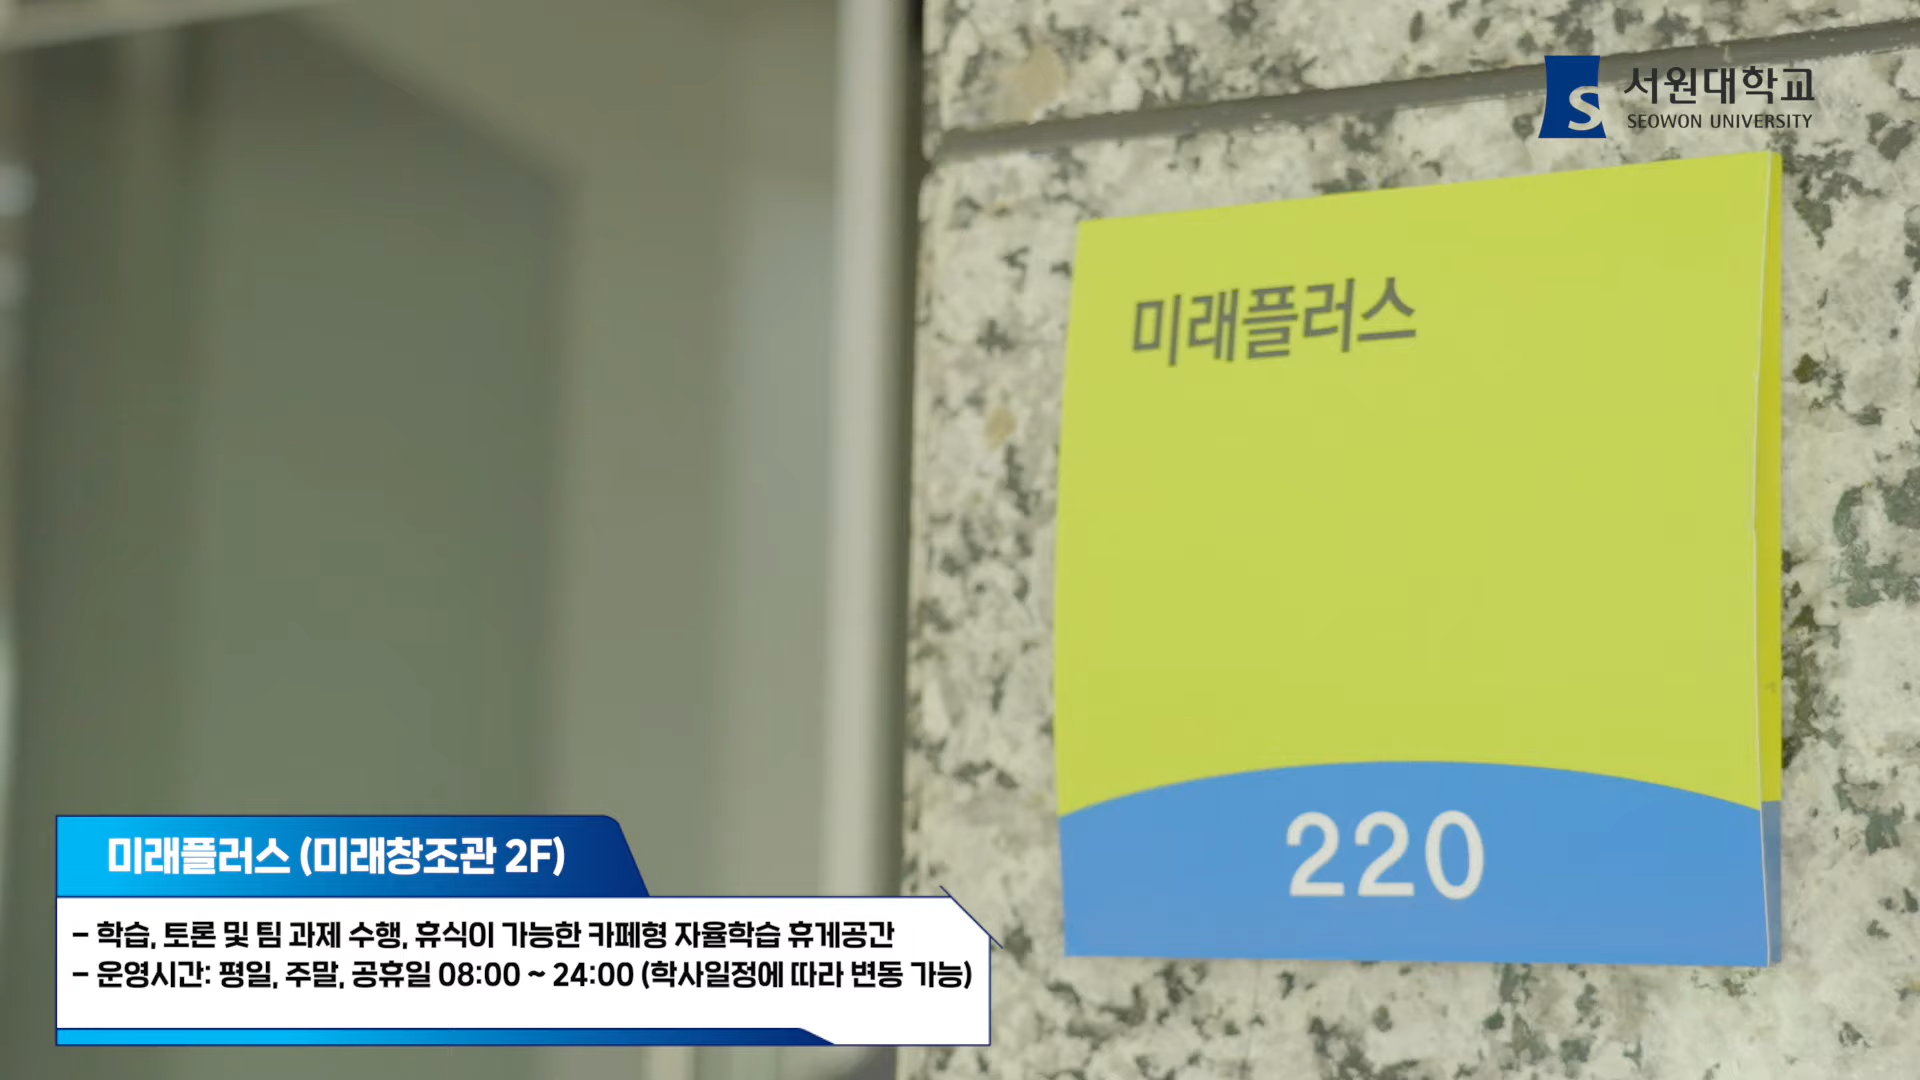 서원대학교
SEOWON UNIVERSITY
미래플러스
220
미래플러스 (미래창조관 2F)
- 학습, 토론 및 팀 과제 수행, 휴식이 가능한 카페형 자율학습 휴게공간
- 운영시간: 평일, 주말, 공휴일 08:00 ~ 24:00 (학사일정에 따라 변동 가능)